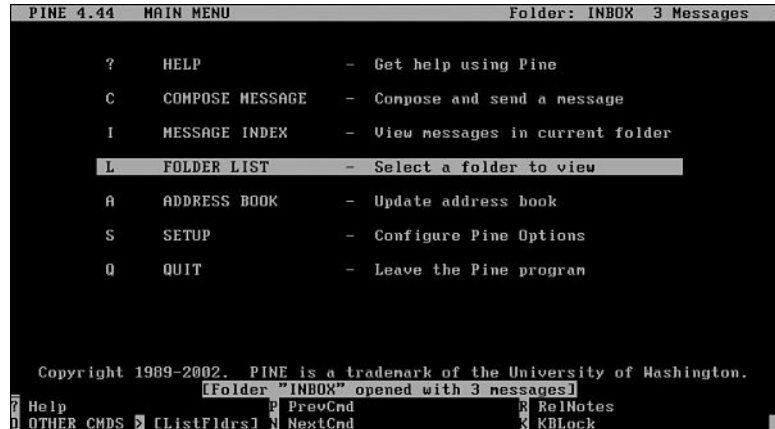 PINE 4.44 MAIN MENU Folder: INBOX 3 Messages
? HELP - Get help using Pine
C COMPOSE MESSAGE - Compose and send a message
I MESSAGE INDEX - View messages in current folder
L FOLDER LIST - Select a folder to view
A ADDRESS BOOK - Update address book
S SETUP - Configure Pine Options
Q QUIT - Leave the Pine program
Copyright 1989-2002. PINE is a trademark of the University of Washington.
[Folder "INBOX" opened with 3 messages]
? Help P PrevCmd R RelNotes
O OTHER CMDS > [ListFldrs] N NextCmd K KBLock